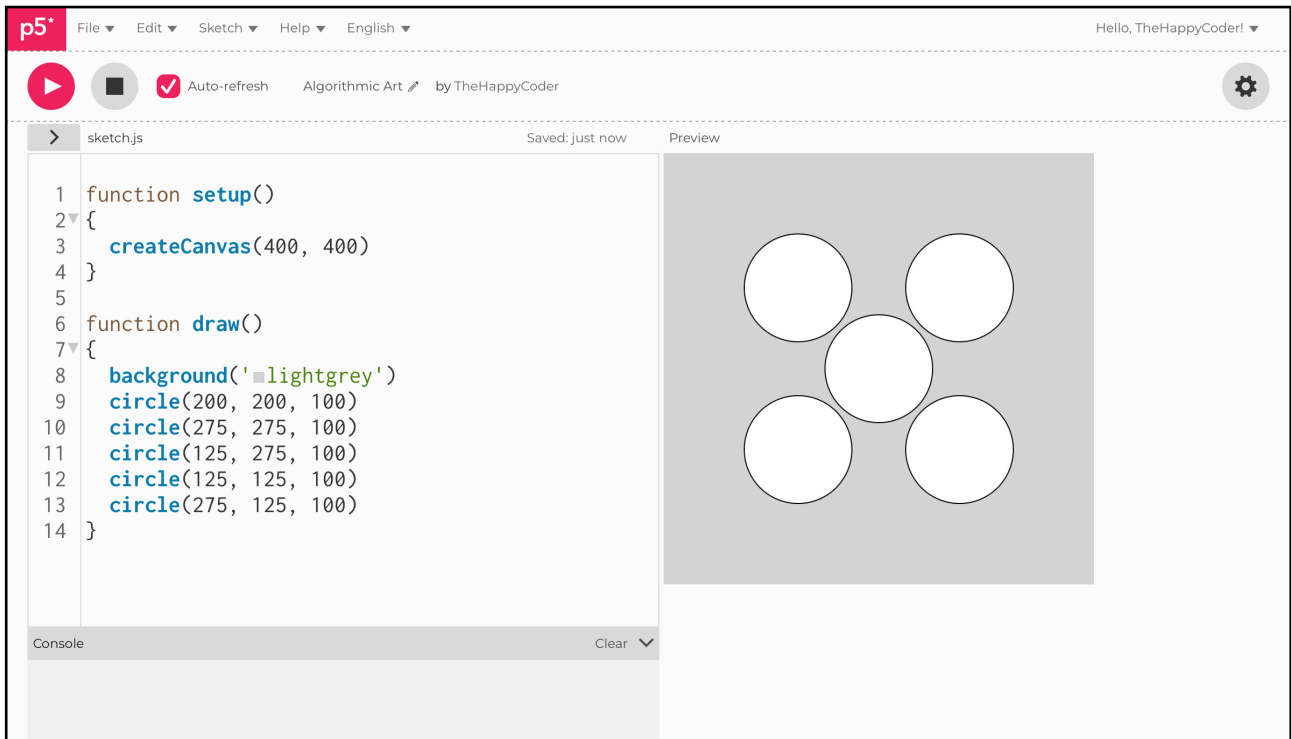 p5* File Edit Sketch Help English Hello, TheHappyCoder!
Auto-refresh Algorithmic Art by TheHappyCoder
sketch.js Saved: just now Preview
1 function setup()
2 {
3 createCanvas(400, 400)
4 }
5
6 function draw()
7 {
8 background('lightgrey')
9 circle(200, 200, 100)
10 circle(275, 275, 100)
11 circle(125, 275, 100)
12 circle(125, 125, 100)
13 circle(275, 125, 100)
14 }
Console Clear